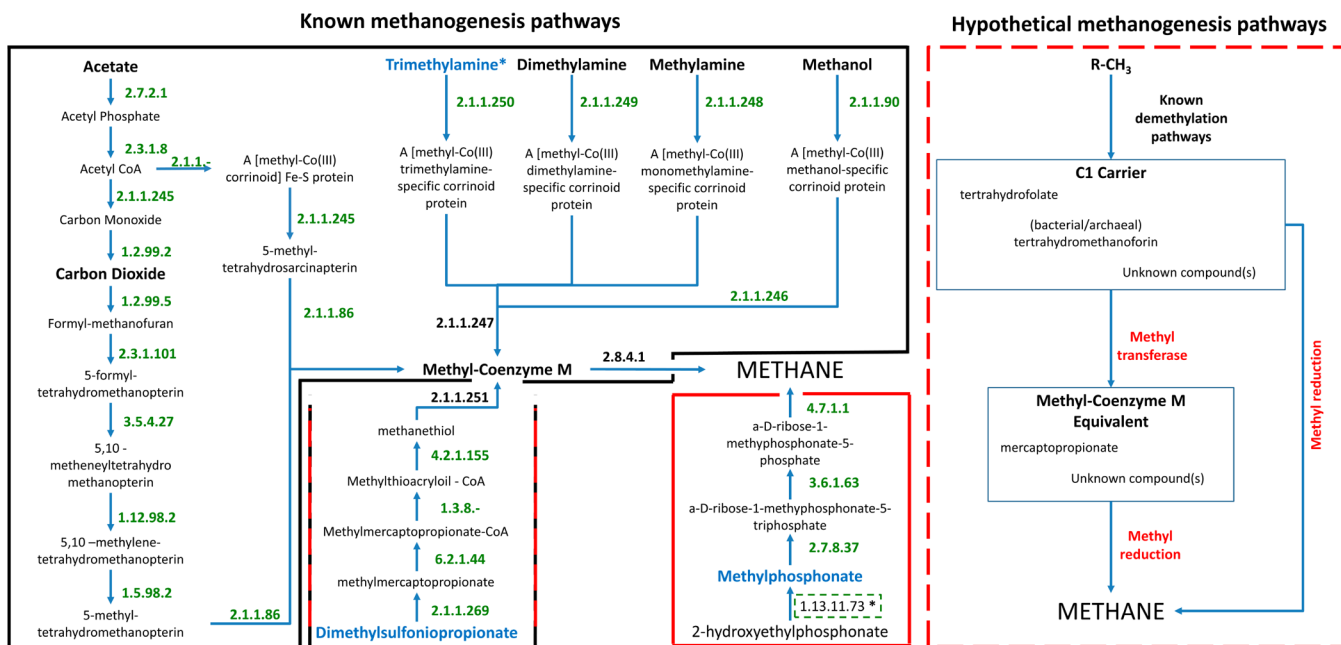 Known methanogenesis pathways
Acetate
2.7.2.1
Acetyl Phosphate
2.3.1.8
Acetyl CoA
2.1.1,-
2.1.1.245
Carbon Monoxide
1.2.99.2
Carbon Dioxide
1.2.99.5
Formyl-methanofuran
2.3.1.101
5-formyl-
tetrahydromethanopterin
3.5.4.27
5,10 -
metheneyltetrahydro
methanopterin
1.12.98.2
5,10 –methylene-
tetrahydromethanopterin
1.5.98.2
5-methyl-
tetrahydromethanopterin
2.1.1.86
A [methyl-Co(III)
corrinoid] Fe-S protein
2.1.1.245
5-methyl-
tetrahydrosarcinapterin
2.1.1.86
Trimethylamine*
2.1.1.250
A [methyl-Co(III)
trimethylamine-
specific corrinoid
protein
Dimethylamine
2.1.1.249
A [methyl-Co(III)
dimethylamine-
specific corrinoid
protein
Methylamine
2.1.1.248
A [methyl-Co(III)
monomethylamine-
specific corrinoid
protein
Methanol
2.1.1.90
A [methyl-Co(III)
methanol-specific
corrinoid protein
2.1.1.246
2.1.1.247
Methyl-Coenzyme M
2.8.4.1
METHANE
2.1.1.251
methanethiol
4.2.1.155
Methylthioacryloil - CoA
1.3.8.-
Methylmercaptopropionate-CoA
6.2.1.44
methylmercaptopropionate
2.1.1.269
Dimethylsulfoniopropionate
4.7.1.1
a-D-ribose-1-
methyphosphonate-5-
phosphate
3.6.1.63
a-D-ribose-1-methyphosphonate-5-
triphosphate
2.7.8.37
Methylphosphonate
1.13.11.73 *
2-hydroxyethylphosphonate
Hypothetical methanogenesis pathways
R-CH₃
Known
demethylation
pathways
C1 Carrier
tertrahydrofolate
(bacterial/archaeal)
tertrahydromethanoforin
Unknown compound(s)
Methyl
transferase
Methyl-Coenzyme M
Equivalent
mercaptopropionate
Unknown compound(s)
Methyl
reduction
Methyl reduction
METHANE